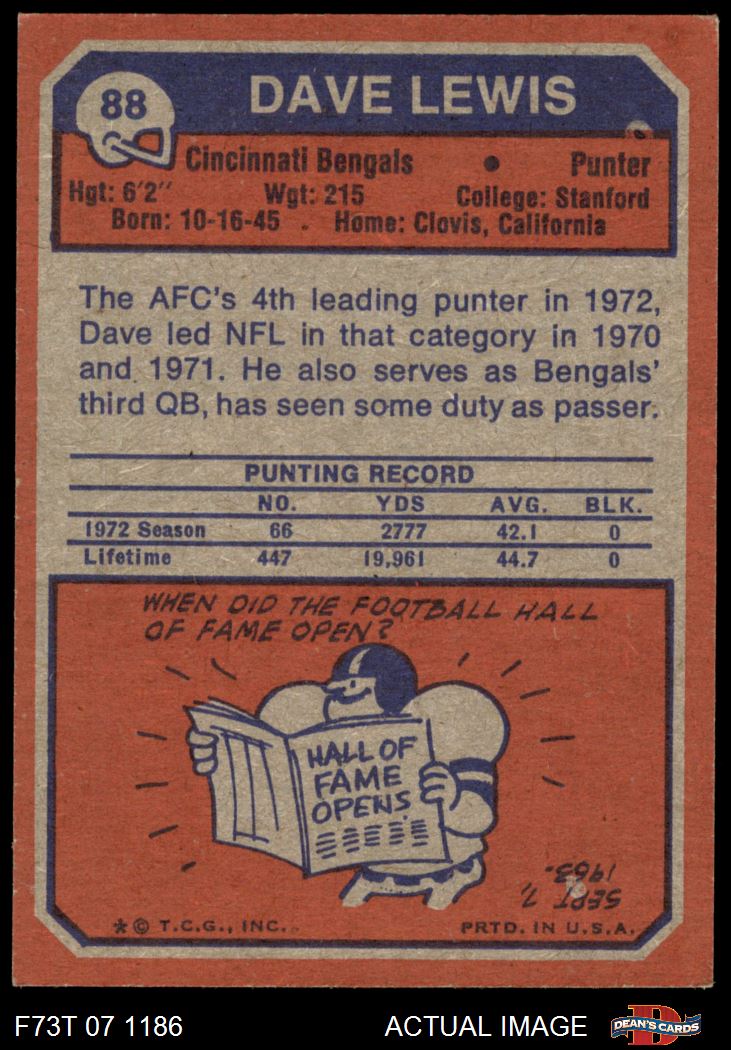 88
DAVE LEWIS
Cincinnati Bengals • Punter
Hgt: 6'2" Wgt: 215 College: Stanford
Born: 10-16-45 . Home: Clovis, California
The AFC's 4th leading punter in 1972,
Dave led NFL in that category in 1970
and 1971. He also serves as Bengals'
third QB, has seen some duty as passer.
PUNTING RECORD
NO. YDS AVG. BLK.
1972 Season 66 2777 42.1 0
Lifetime 447 19,961 44.7 0
WHEN DID THE FOOTBALL HALL
OF FAME OPEN?
HALL OF
FAME
OPENS
SEPT 7,
1963.
* © T.C.G., INC. PRTD. IN U.S.A.
F73T 07 1186 ACTUAL IMAGE
D
DEAN'S CARDS